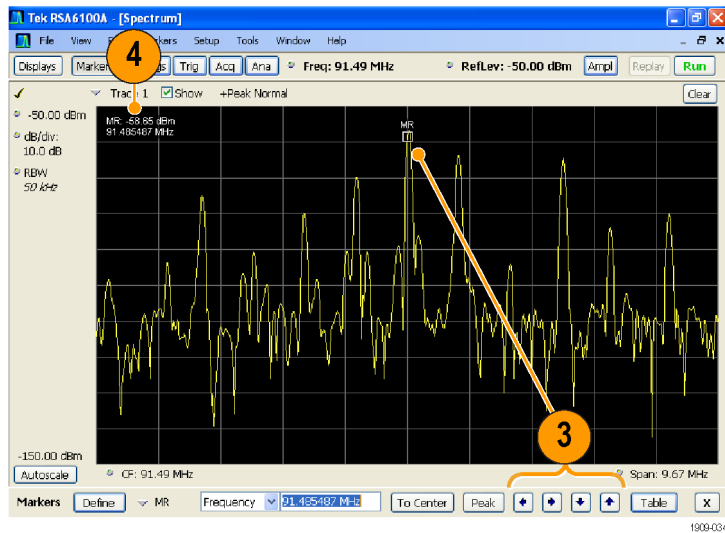 Tek RSA6100A - [Spectrum]
File View Markers Setup Tools Window Help
Displays Markers Trig Acq Ana Freq: 91.49 MHz RefLev: -50.00 dBm Ampl Replay Run
4
Trace 1 Show +Peak Normal Clear
-50.00 dBm
dB/div:
10.0 dB
RBW
50 kHz
MR: -58.65 dBm
91.485487 MHz
MR
3
-150.00 dBm
Autoscale CF: 91.49 MHz Span: 9.67 MHz
Markers Define MR Frequency 91.485487 MHz To Center Peak Table X
1909-034